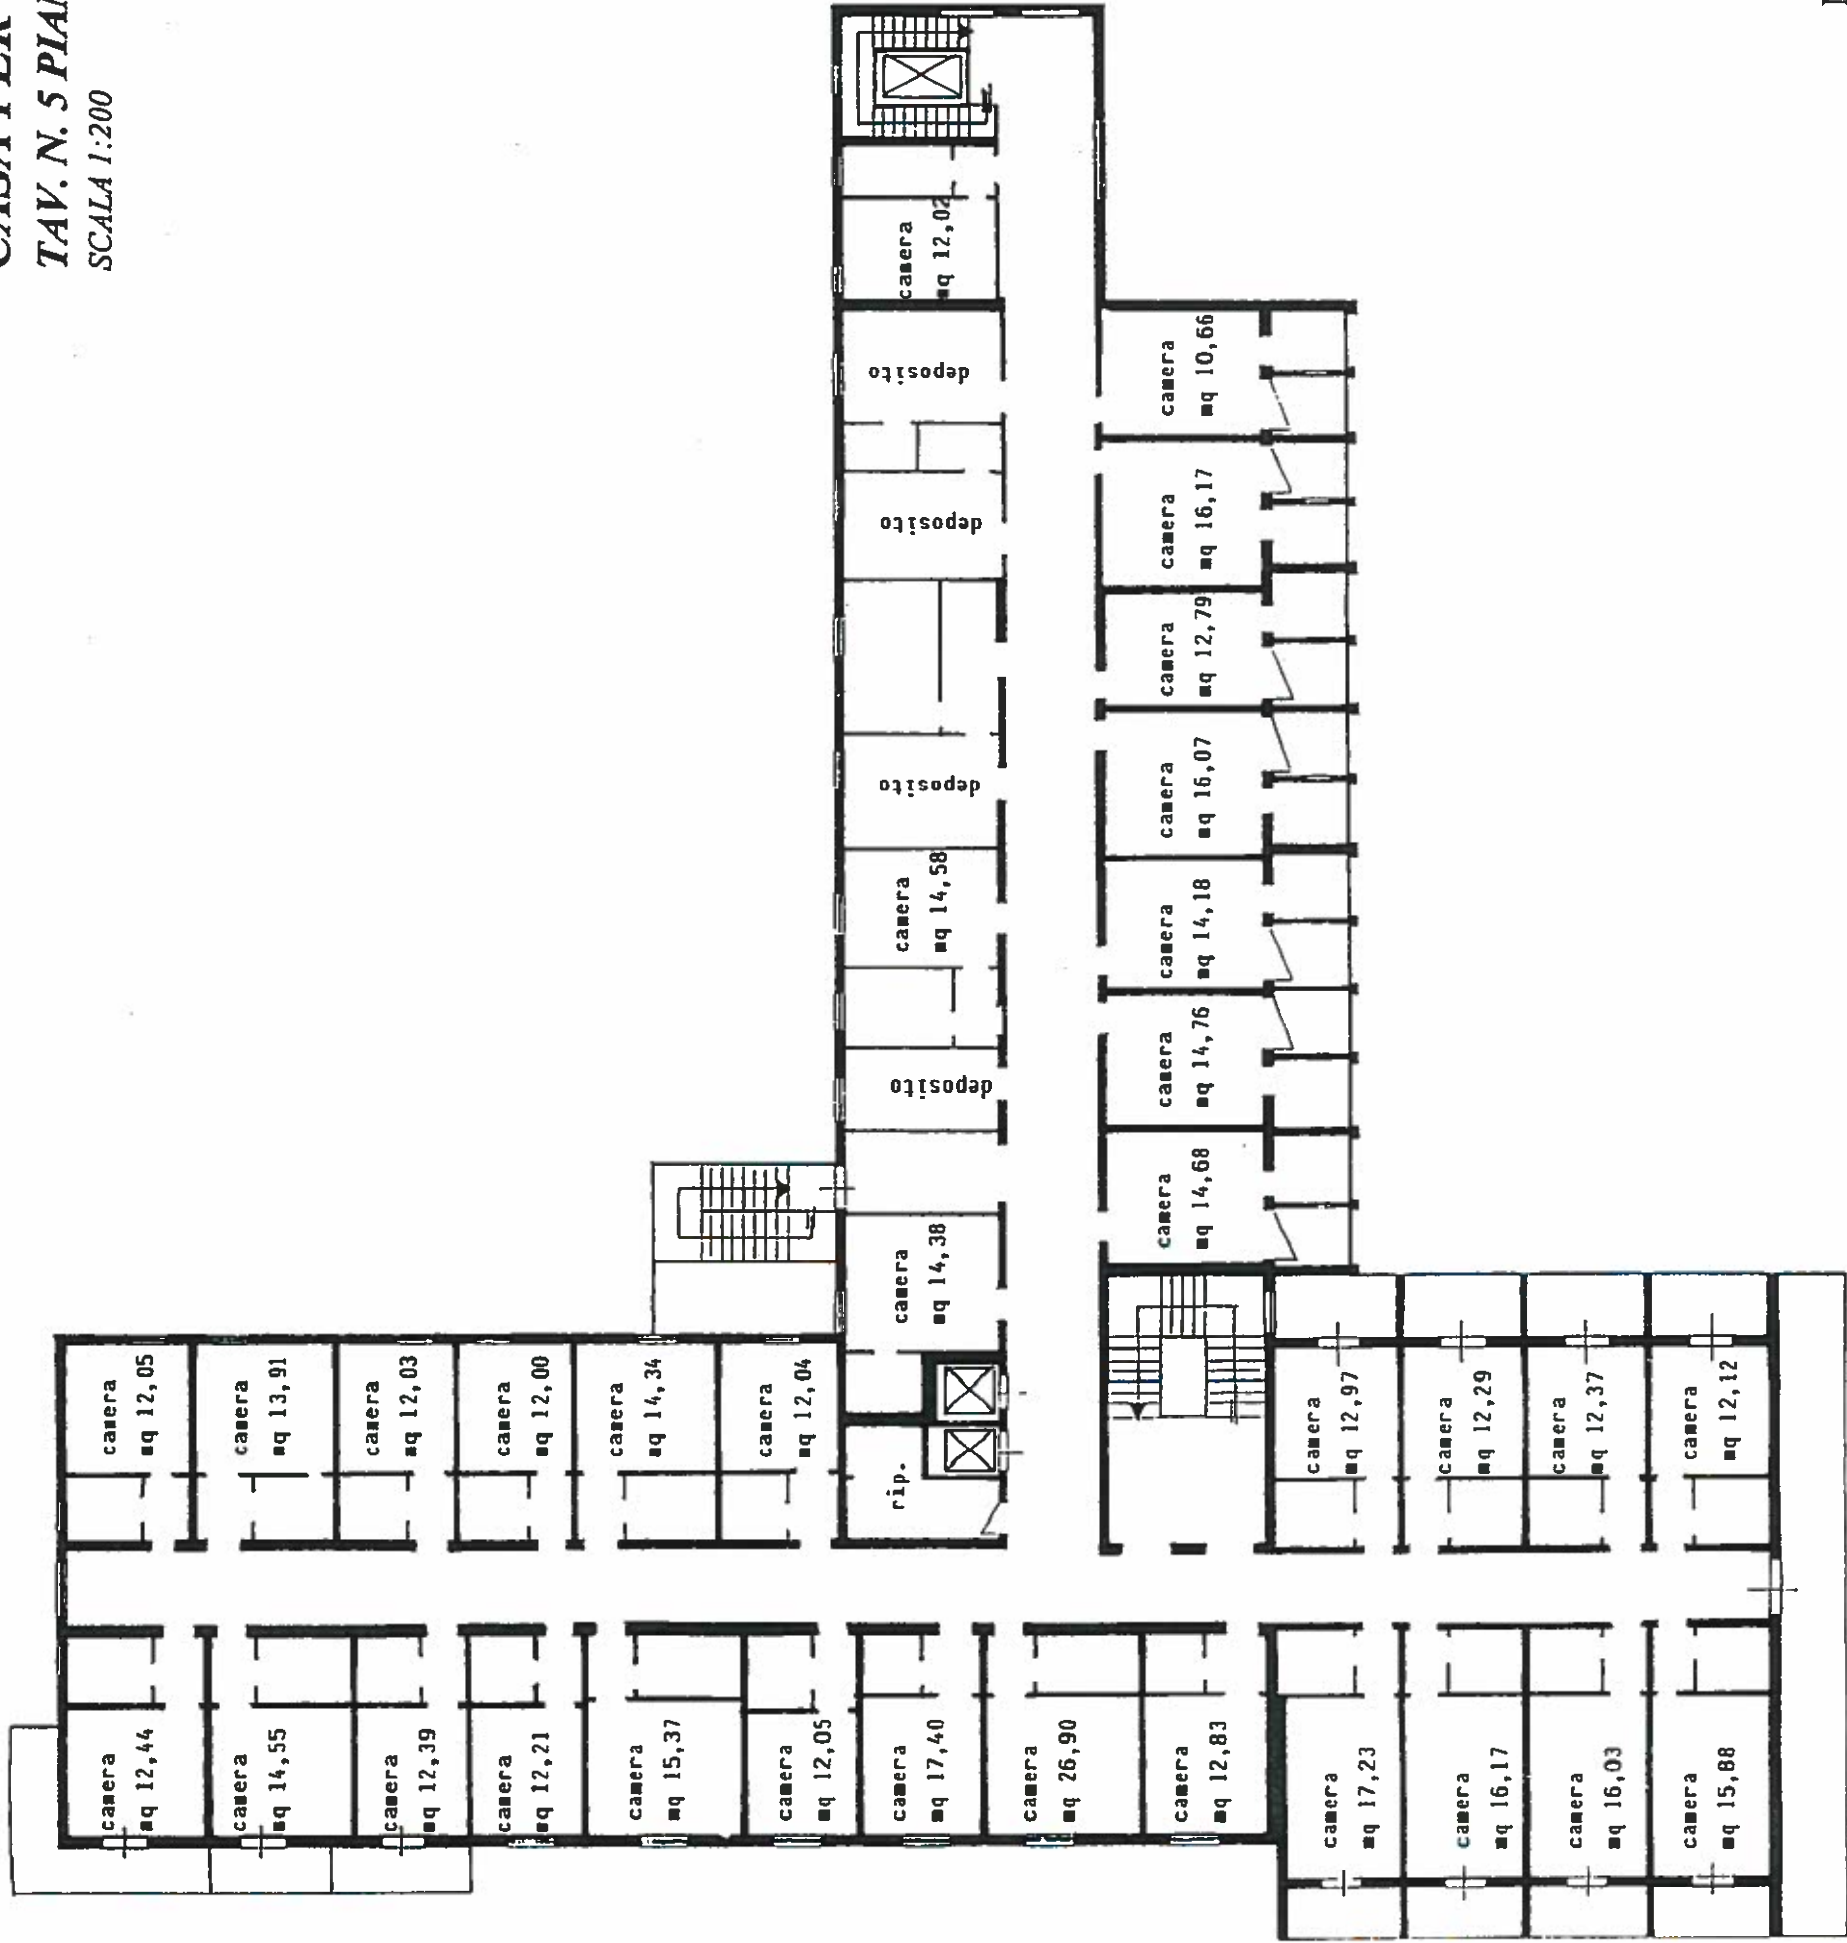 TAV. N. 5
SCALA 1:200
camera
mq 12,02
deposito
camera
mq 10,66
deposito
camera
mq 16,17
camera
mq 12,79
deposito
camera
mq 16,07
camera
mq 14,58
camera
mq 14,18
deposito
camera
mq 14,76
camera
mq 14,68
camera
mq 14,38
camera
mq 12,05
camera
mq 13,91
camera
mq 12,03
camera
mq 12,00
camera
mq 14,34
camera
mq 12,04
rip.
camera
mq 12,97
camera
mq 12,29
camera
mq 12,37
camera
mq 12,12
camera
mq 12,44
camera
mq 14,55
camera
mq 12,39
camera
mq 12,21
camera
mq 15,37
camera
mq 12,05
camera
mq 17,40
camera
mq 26,90
camera
mq 12,83
camera
mq 17,23
camera
mq 16,17
camera
mq 16,03
camera
mq 15,88